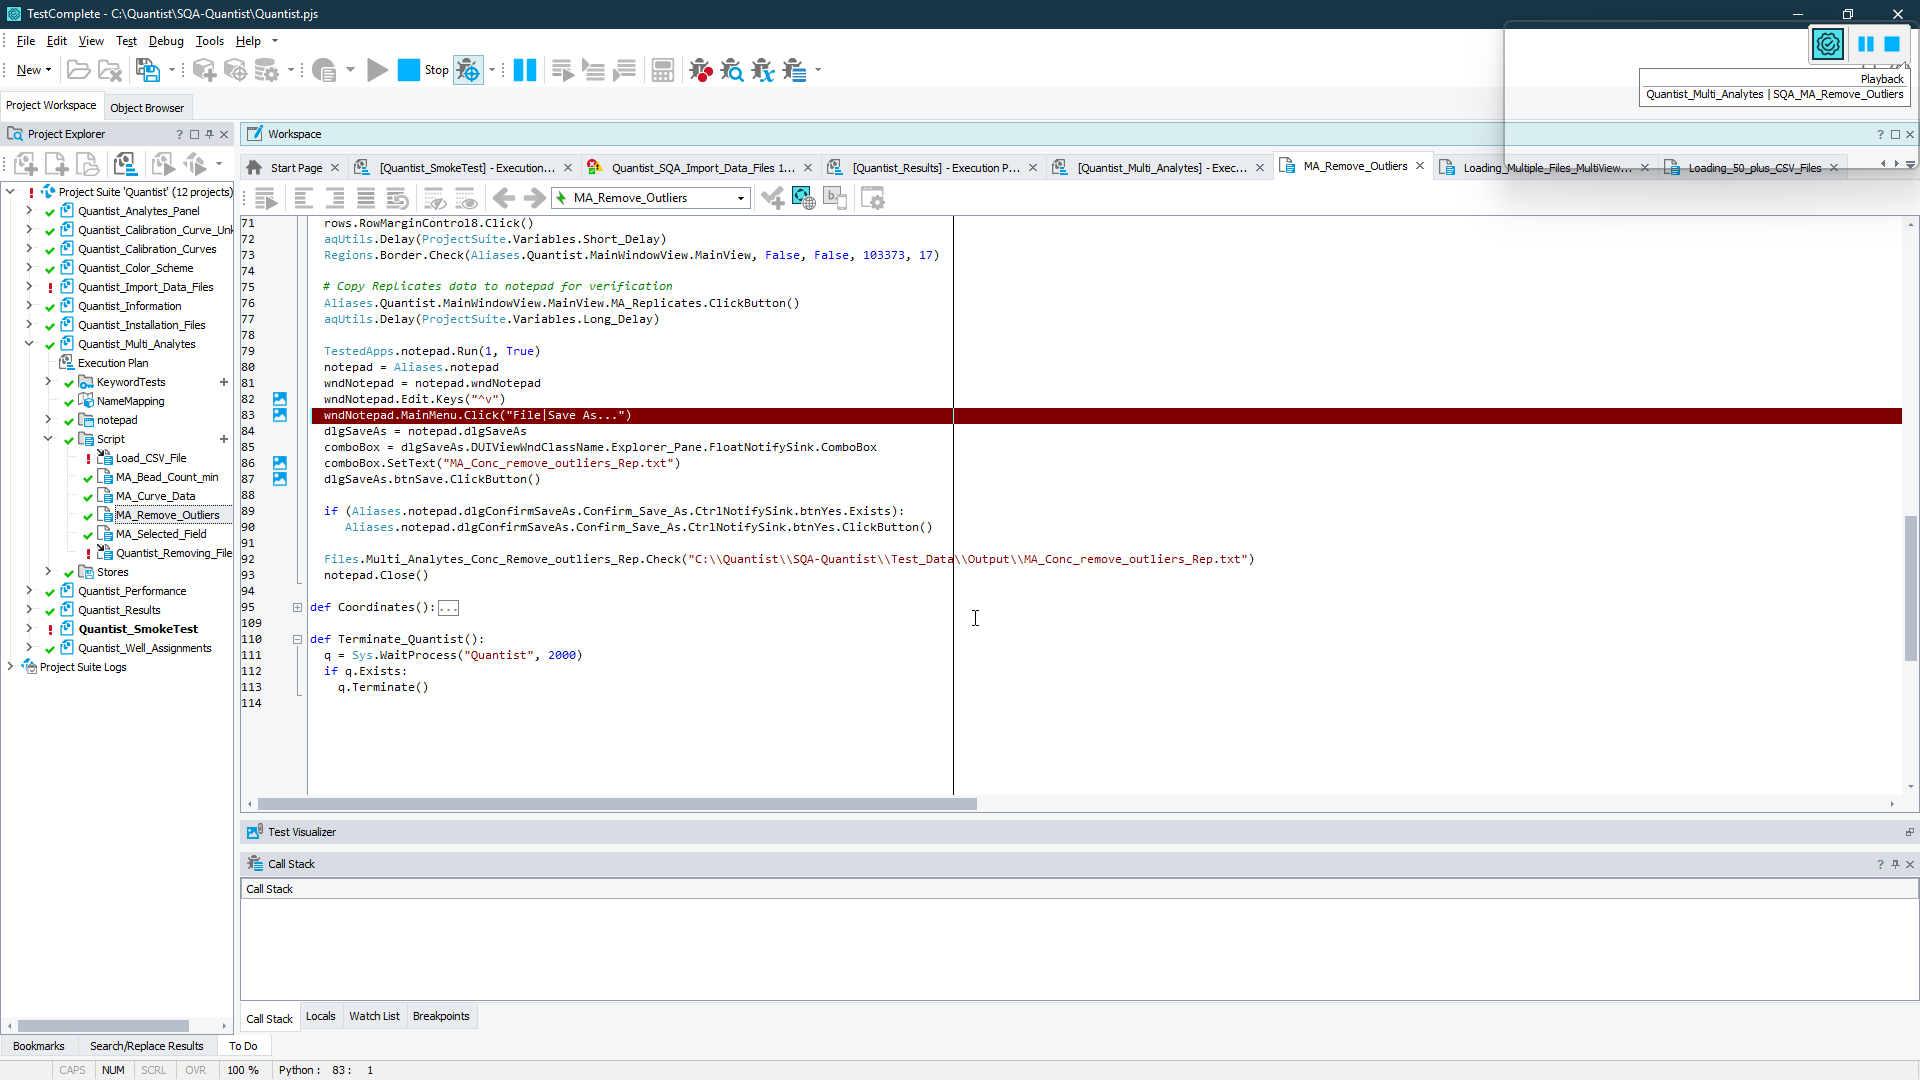 TestComplete - C:\Quantist\SQA-Quantist\Quantist.pjs
File Edit View Test Debug Tools Help
New Stop
Playback
Quantist_Multi_Analytes | SQA_MA_Remove_Outliers
Project Workspace Object Browser
Project Explorer
Workspace
Start Page
[Quantist_SmokeTest] - Execution...
Quantist_SQA_Import_Data_Files 1...
[Quantist_Results] - Execution P...
[Quantist_Multi_Analytes] - Exec...
MA_Remove_Outliers
Loading_Multiple_Files_MultiView...
Loading_50_plus_CSV_Files
MA_Remove_Outliers
Project Suite 'Quantist' (12 projects)
Quantist_Analytes_Panel
Quantist_Calibration_Curve_Unk
Quantist_Calibration_Curves
Quantist_Color_Scheme
Quantist_Import_Data_Files
Quantist_Information
Quantist_Installation_Files
Quantist_Multi_Analytes
Execution Plan
KeywordTests
NameMapping
notepad
Script
Load_CSV_File
MA_Bead_Count_min
MA_Curve_Data
MA_Remove_Outliers
MA_Selected_Field
Quantist_Removing_File
Stores
Quantist_Performance
Quantist_Results
Quantist_SmokeTest
Quantist_Well_Assignments
Project Suite Logs
71 rows.RowMarginControl8.Click()
72 aqUtils.Delay(ProjectSuite.Variables.Short_Delay)
73 Regions.Border.Check(Aliases.Quantist.MainWindowView.MainView, False, False, 103373, 17)
74
75 # Copy Replicates data to notepad for verification
76 Aliases.Quantist.MainWindowView.MainView.MA_Replicates.ClickButton()
77 aqUtils.Delay(ProjectSuite.Variables.Long_Delay)
78
79 TestedApps.notepad.Run(1, True)
80 notepad = Aliases.notepad
81 wndNotepad = notepad.wndNotepad
82 wndNotepad.Edit.Keys("^v")
83 wndNotepad.MainMenu.Click("File|Save As...")
84 dlgSaveAs = notepad.dlgSaveAs
85 comboBox = dlgSaveAs.DUIViewWndClassName.Explorer_Pane.FloatNotifySink.ComboBox
86 comboBox.SetText("MA_Conc_remove_outliers_Rep.txt")
87 dlgSaveAs.btnSave.ClickButton()
88
89 if (Aliases.notepad.dlgConfirmSaveAs.Confirm_Save_As.CtrlNotifySink.btnYes.Exists):
90 Aliases.notepad.dlgConfirmSaveAs.Confirm_Save_As.CtrlNotifySink.btnYes.ClickButton()
91
92 Files.Multi_Analytes_Conc_Remove_outliers_Rep.Check("C:\\Quantist\\SQA-Quantist\\Test_Data\\Output\\MA_Conc_remove_outliers_Rep.txt")
93 notepad.Close()
94
95 def Coordinates():...
109
110 def Terminate_Quantist():
111 q = Sys.WaitProcess("Quantist", 2000)
112 if q.Exists:
113 q.Terminate()
114
Test Visualizer
Call Stack
Call Stack
Call Stack Locals Watch List Breakpoints
Bookmarks Search/Replace Results To Do
CAPS NUM SCRL OVR 100 % Python : 83 : 1